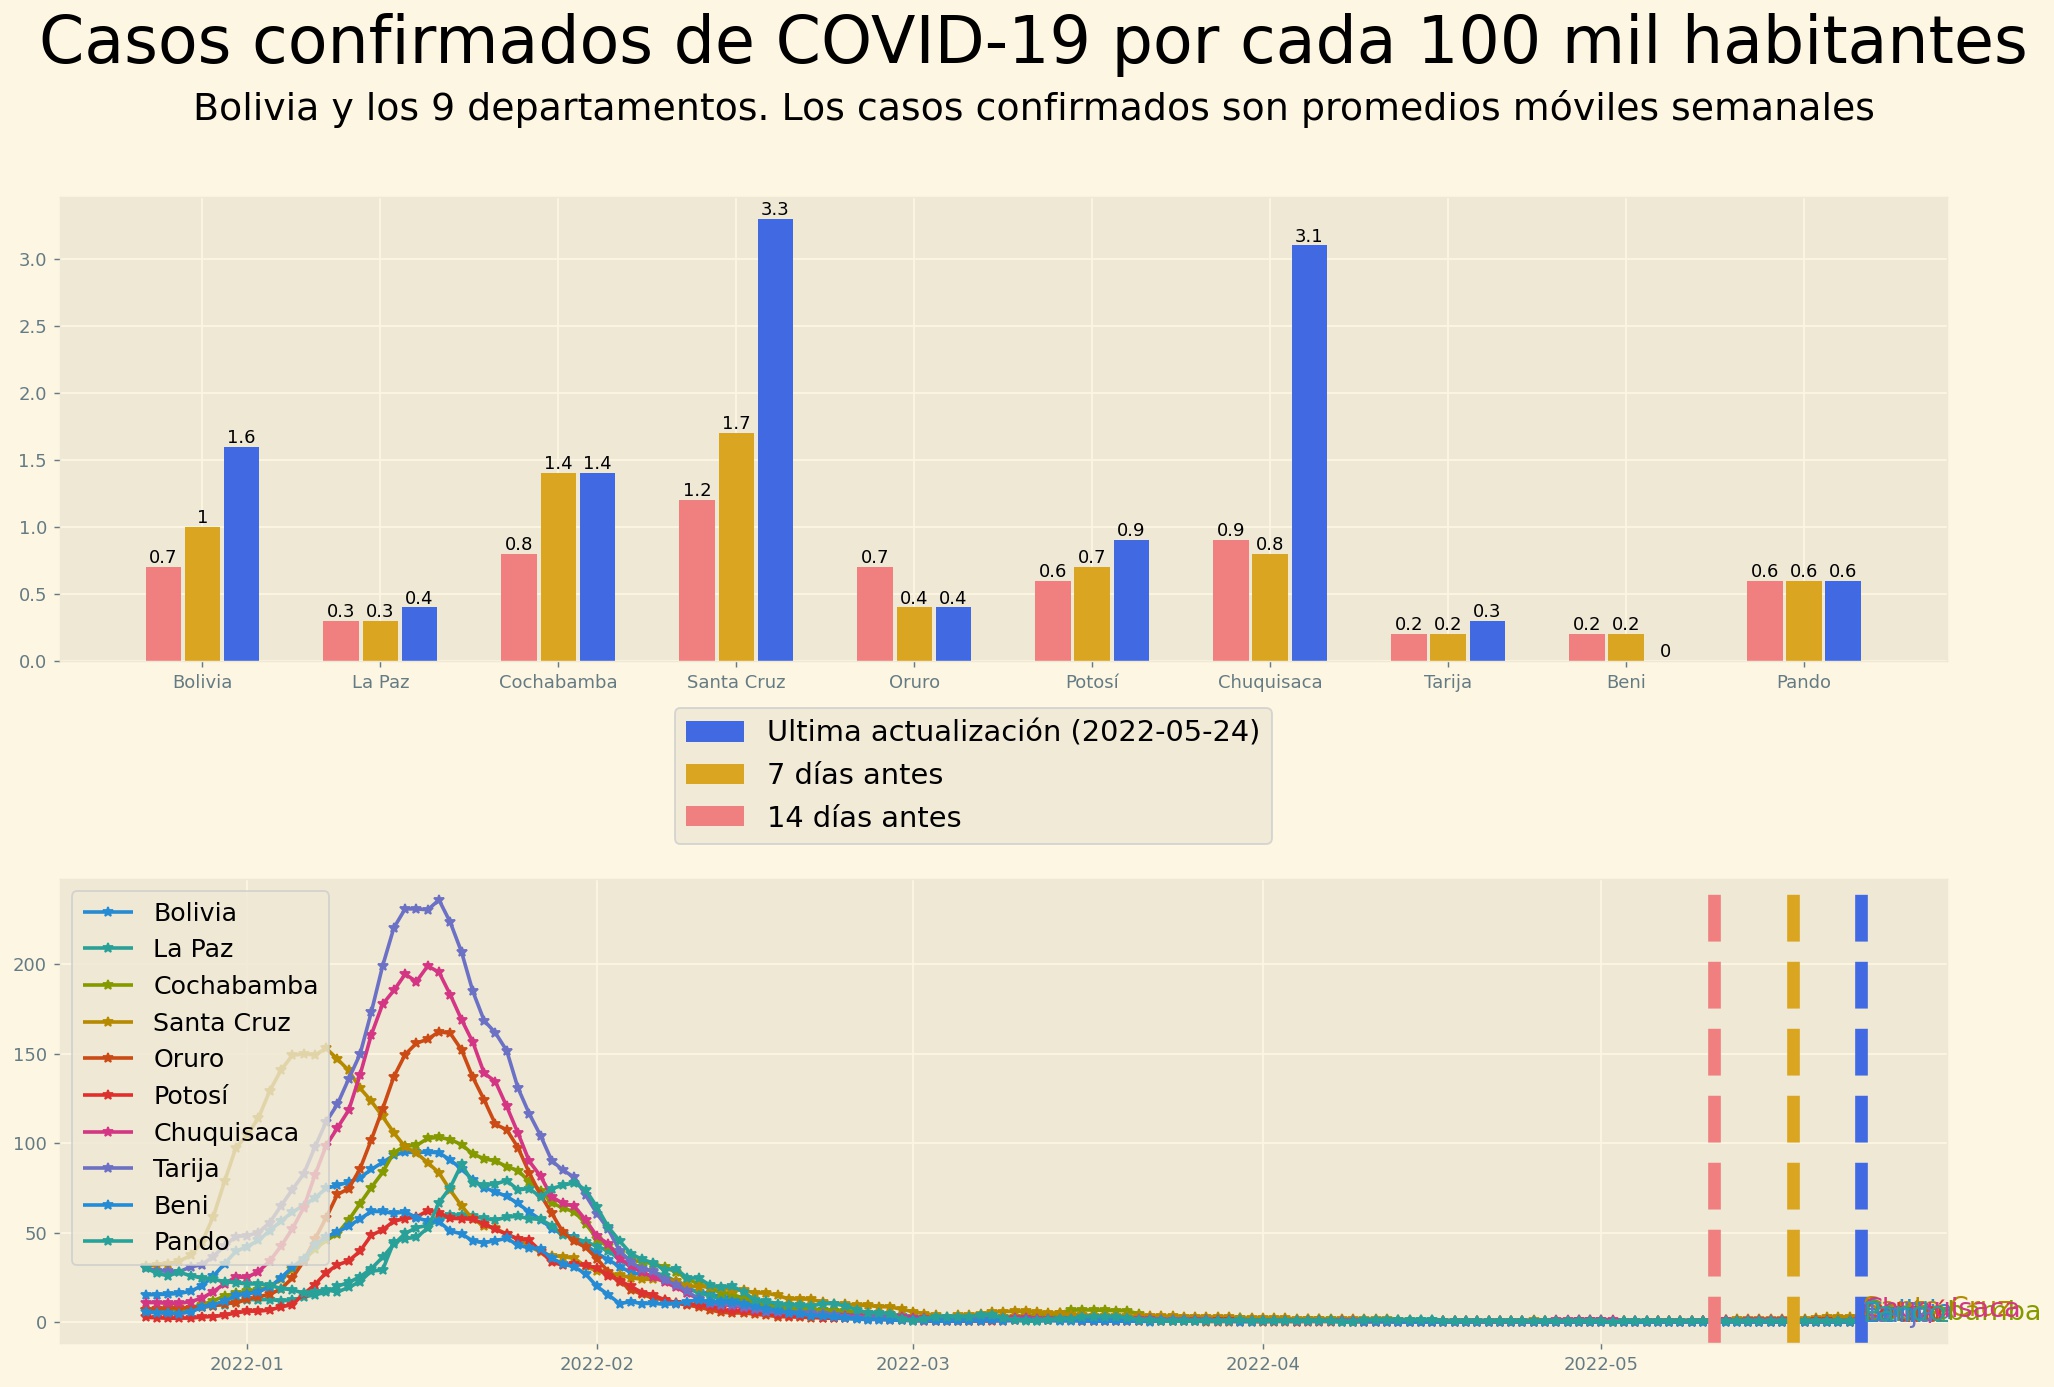 Casos confirmados de COVID-19 por cada 100 mil habitantes
Bolivia y los 9 departamentos. Los casos confirmados son promedios móviles semanales
3.0
2.5
2.0
1.5
1.0
0.5
0.0
0.7 1 1.6
0.3 0.3 0.4
0.8 1.4 1.4
1.2 1.7 3.3
0.7 0.4 0.4
0.6 0.7 0.9
0.9 0.8 3.1
0.2 0.2 0.3
0.2 0.2 0
0.6 0.6 0.6
Bolivia La Paz Cochabamba Santa Cruz Oruro Potosí Chuquisaca Tarija Beni Pando
Ultima actualización (2022-05-24)
7 días antes
14 días antes
200
150
100
50
0
Bolivia
La Paz
Cochabamba
Santa Cruz
Oruro
Potosí
Chuquisaca
Tarija
Beni
Pando
2022-01 2022-02 2022-03 2022-04 2022-05